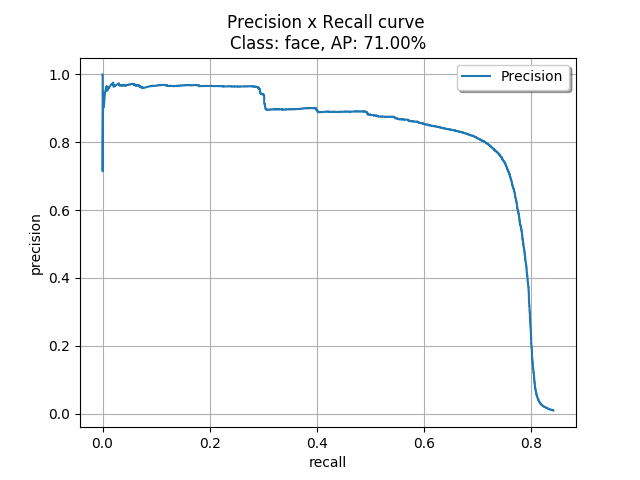 Precision x Recall curve
Class: face, AP: 71.00%
Precision
1.0
0.8
0.6
0.4
0.2
0.0
precision
0.0 0.2 0.4 0.6 0.8
recall